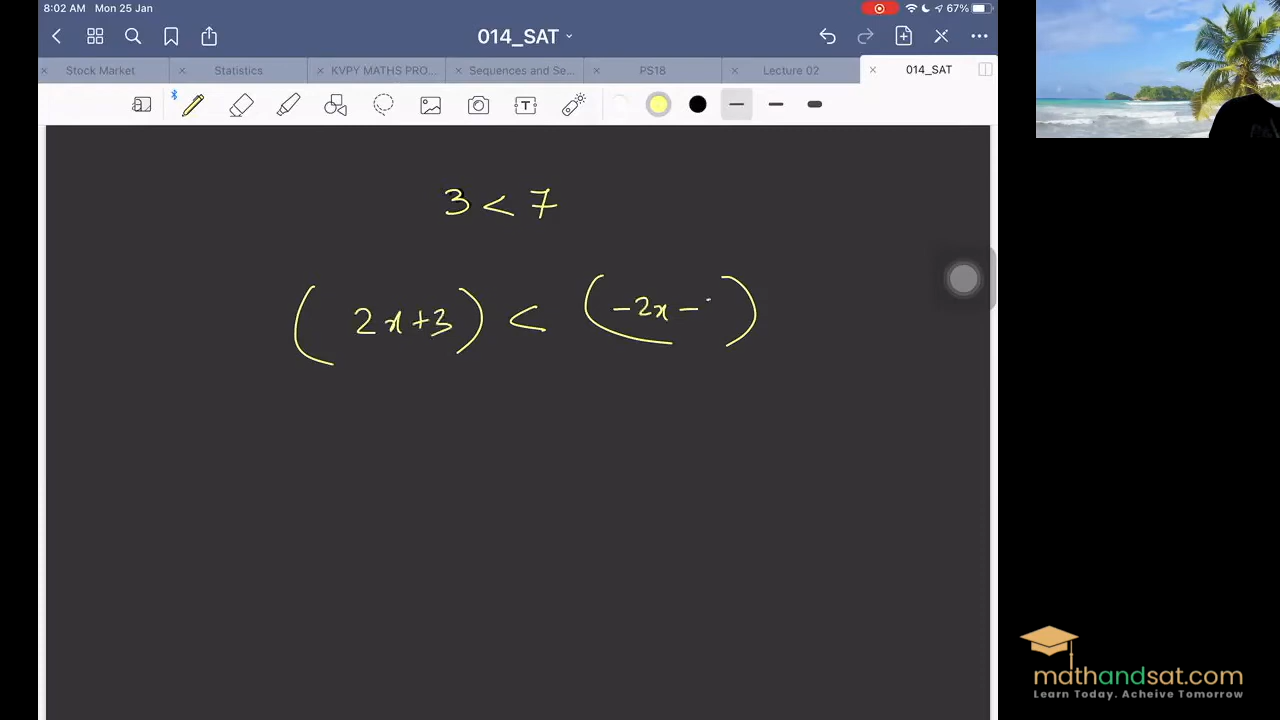 8:02 AM Mon 25 Jan
67%
014_SAT
Stock Market
Statistics
KVPY MATHS PRO...
Sequences and Se...
PS18
Lecture 02
014_SAT
T
3 < 7
(2x+3) < (-2x- )
mathandsat.com
Learn Today. Acheive Tomorrow